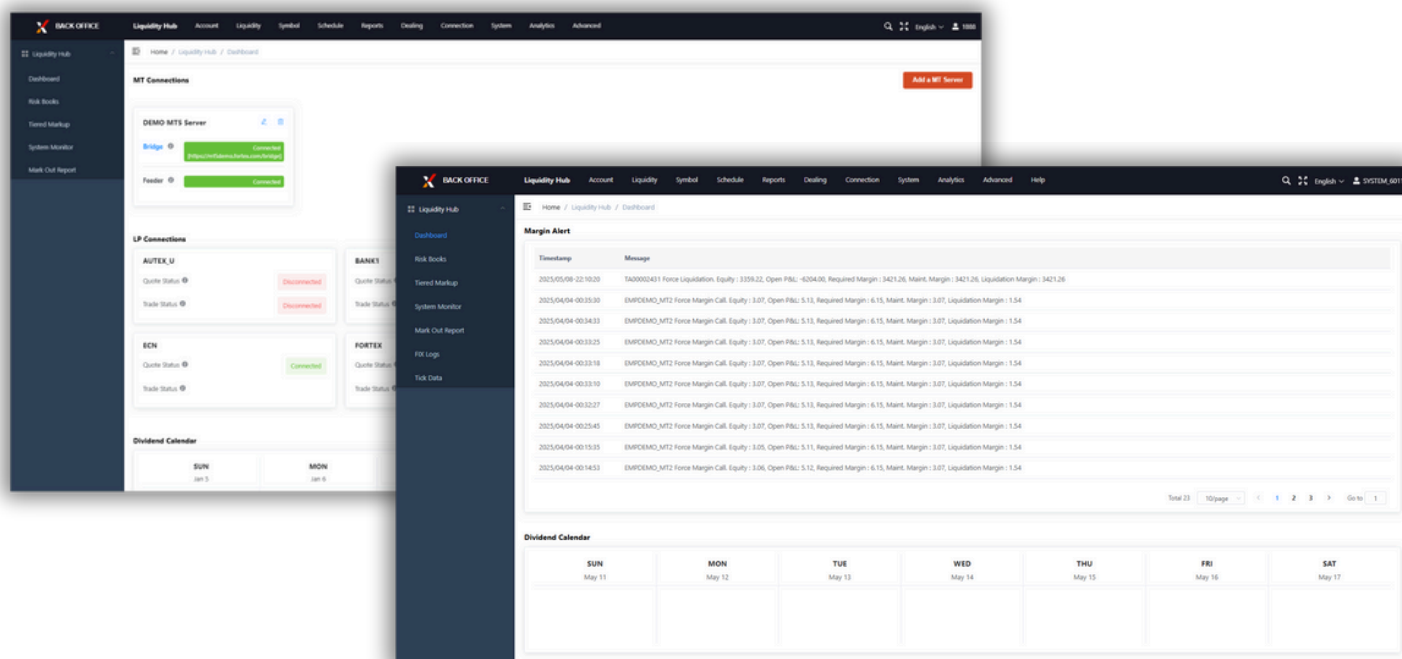 BACK OFFICE
Liquidity Hub Account Liquidity Symbol Schedule Reports Dealing Connection System Analytics Advanced
English 1888
Liquidity Hub
Home / Liquidity Hub / Dashboard
Dashboard
Risk Books
Tiered Markup
System Monitor
Mark Out Report
MT Connections
Add a MT Server
DEMO MT5 Server
Bridge
Connected
Feeder
Connected
LP Connections
AUTEX_U
Quote Status Disconnected
Trade Status Disconnected
BANK1
Quote Status
Trade Status
ECN
Quote Status Connected
Trade Status
FORTEX
Quote Status
Trade Status
Dividend Calendar
SUN MON
Jan 5 Jan 6
BACK OFFICE
Liquidity Hub Account Liquidity Symbol Schedule Reports Dealing Connection System Analytics Advanced Help
English SYSTEM_6011
Liquidity Hub
Home / Liquidity Hub / Dashboard
Dashboard
Risk Books
Tiered Markup
System Monitor
Mark Out Report
FIX Logs
Tick Data
Margin Alert
Timestamp Message
2025/05/08-22:10:20 TA00002431 Force Liquidation. Equity : 3359.22, Open P&L: -6204.00, Required Margin : 3421.26, Maint. Margin : 3421.26, Liquidation Margin : 3421.26
2025/04/04-00:35:30 EMPDEMO_MT2 Force Margin Call. Equity : 3.07, Open P&L: 5.13, Required Margin : 6.15, Maint. Margin : 3.07, Liquidation Margin : 1.54
2025/04/04-00:34:33 EMPDEMO_MT2 Force Margin Call. Equity : 3.07, Open P&L: 5.13, Required Margin : 6.15, Maint. Margin : 3.07, Liquidation Margin : 1.54
2025/04/04-00:33:25 EMPDEMO_MT2 Force Margin Call. Equity : 3.07, Open P&L: 5.13, Required Margin : 6.15, Maint. Margin : 3.07, Liquidation Margin : 1.54
2025/04/04-00:33:18 EMPDEMO_MT2 Force Margin Call. Equity : 3.07, Open P&L: 5.13, Required Margin : 6.15, Maint. Margin : 3.07, Liquidation Margin : 1.54
2025/04/04-00:33:10 EMPDEMO_MT2 Force Margin Call. Equity : 3.07, Open P&L: 5.13, Required Margin : 6.15, Maint. Margin : 3.07, Liquidation Margin : 1.54
2025/04/04-00:32:27 EMPDEMO_MT2 Force Margin Call. Equity : 3.07, Open P&L: 5.13, Required Margin : 6.15, Maint. Margin : 3.07, Liquidation Margin : 1.54
2025/04/04-00:25:45 EMPDEMO_MT2 Force Margin Call. Equity : 3.07, Open P&L: 5.13, Required Margin : 6.15, Maint. Margin : 3.07, Liquidation Margin : 1.54
2025/04/04-00:15:35 EMPDEMO_MT2 Force Margin Call. Equity : 3.05, Open P&L: 5.11, Required Margin : 6.15, Maint. Margin : 3.07, Liquidation Margin : 1.54
2025/04/04-00:14:53 EMPDEMO_MT2 Force Margin Call. Equity : 3.06, Open P&L: 5.12, Required Margin : 6.15, Maint. Margin : 3.07, Liquidation Margin : 1.54
Total 23 10/page < 1 2 3 > Go to 1
Dividend Calendar
SUN MON TUE WED THU FRI SAT
May 11 May 12 May 13 May 14 May 15 May 16 May 17